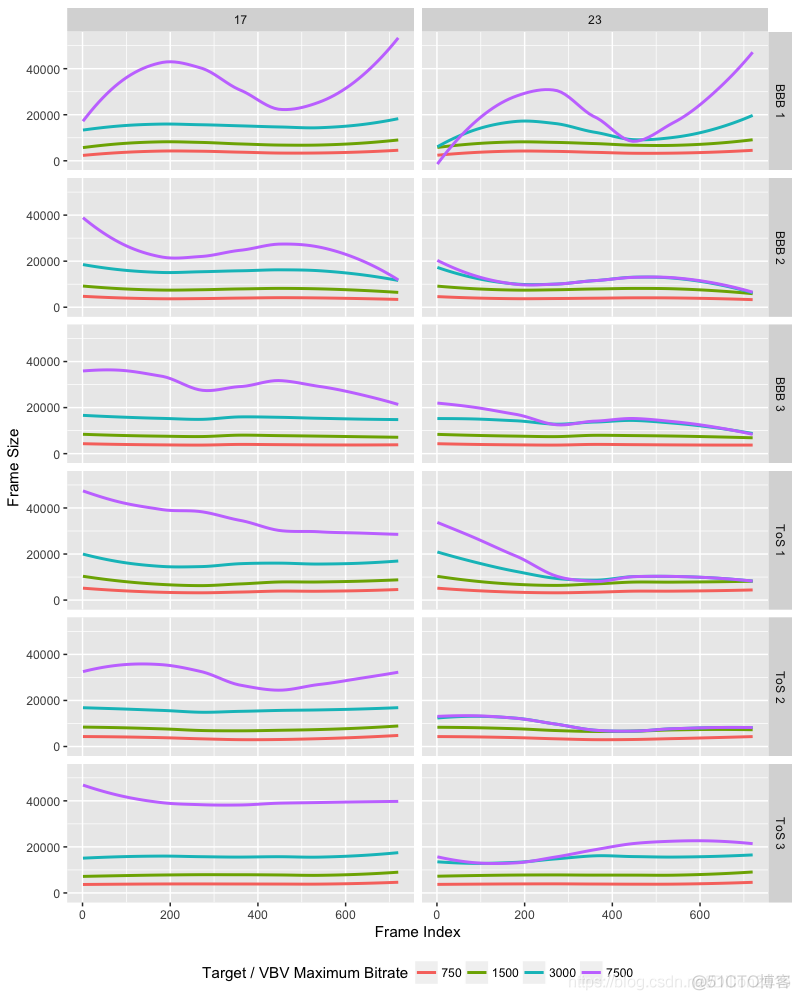 17 23
40000
20000
0
BBB 1
40000
20000
0
BBB 2
40000
20000
0
BBB 3
Frame Size
40000
20000
0
ToS 1
40000
20000
0
ToS 2
40000
20000
0
ToS 3
0 200 400 600 0 200 400 600
Frame Index
Target / VBV Maximum Bitrate 750 1500 3000 7500
@51CTO博客